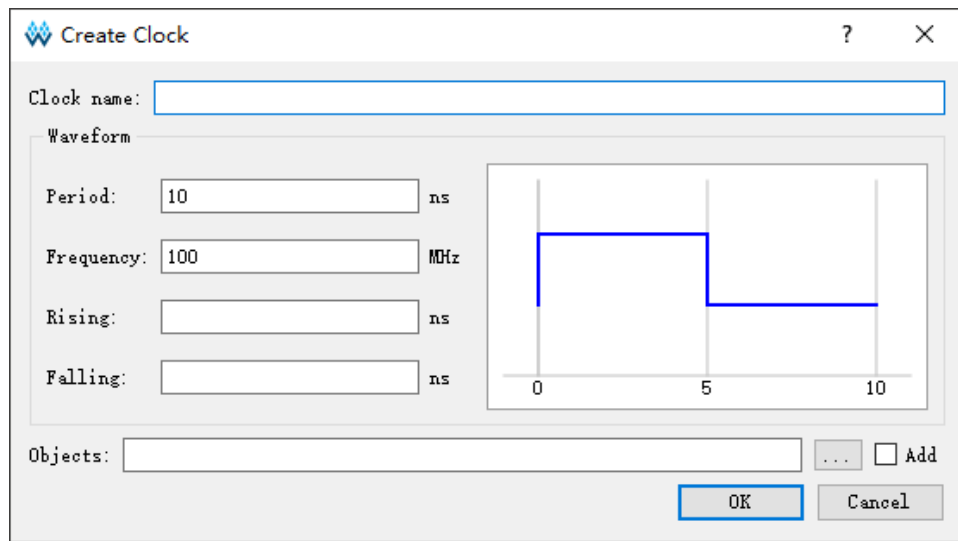 Create Clock ? ×
Clock name:
Waveform
Period: 10 ns
Frequency: 100 MHz
Rising: ns
Falling: ns
0 5 10
Objects: ... Add
OK Cancel